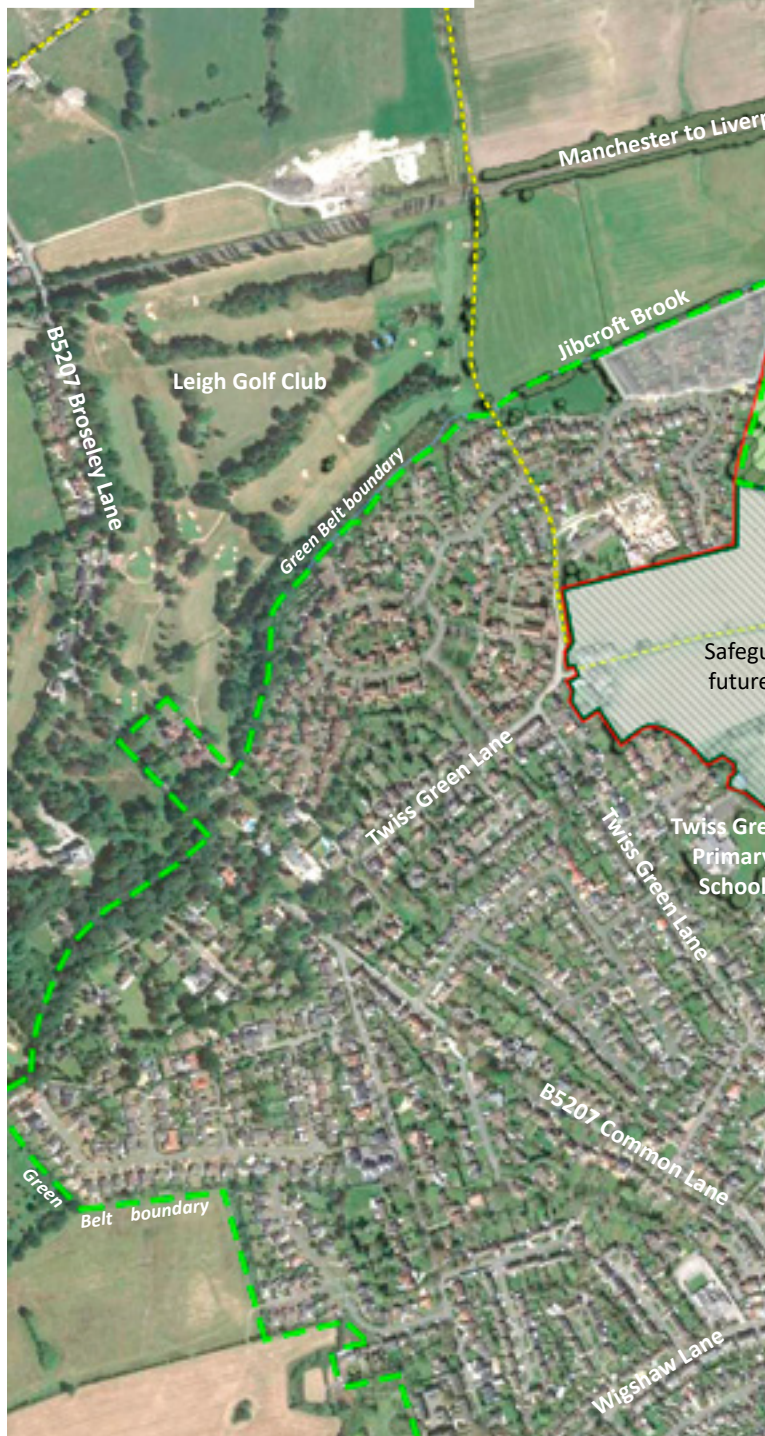 Manchester to Liverp
Jibcroft Brook
B5207 Broseley Lane
Leigh Golf Club
Green Belt boundary
Safegu
future
Twiss Green Lane
Twiss Gre
Primary
School
Twiss Green Lane
B5207 Common Lane
Green
Belt boundary
Wigshaw Lane